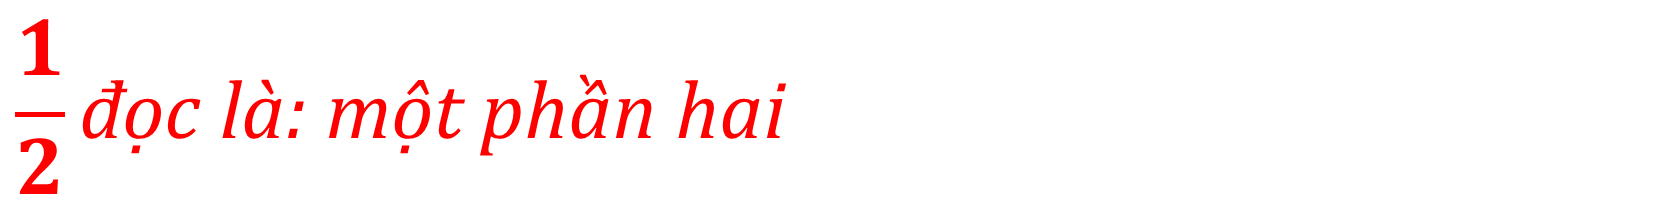 1/2 đọc là: một phần hai